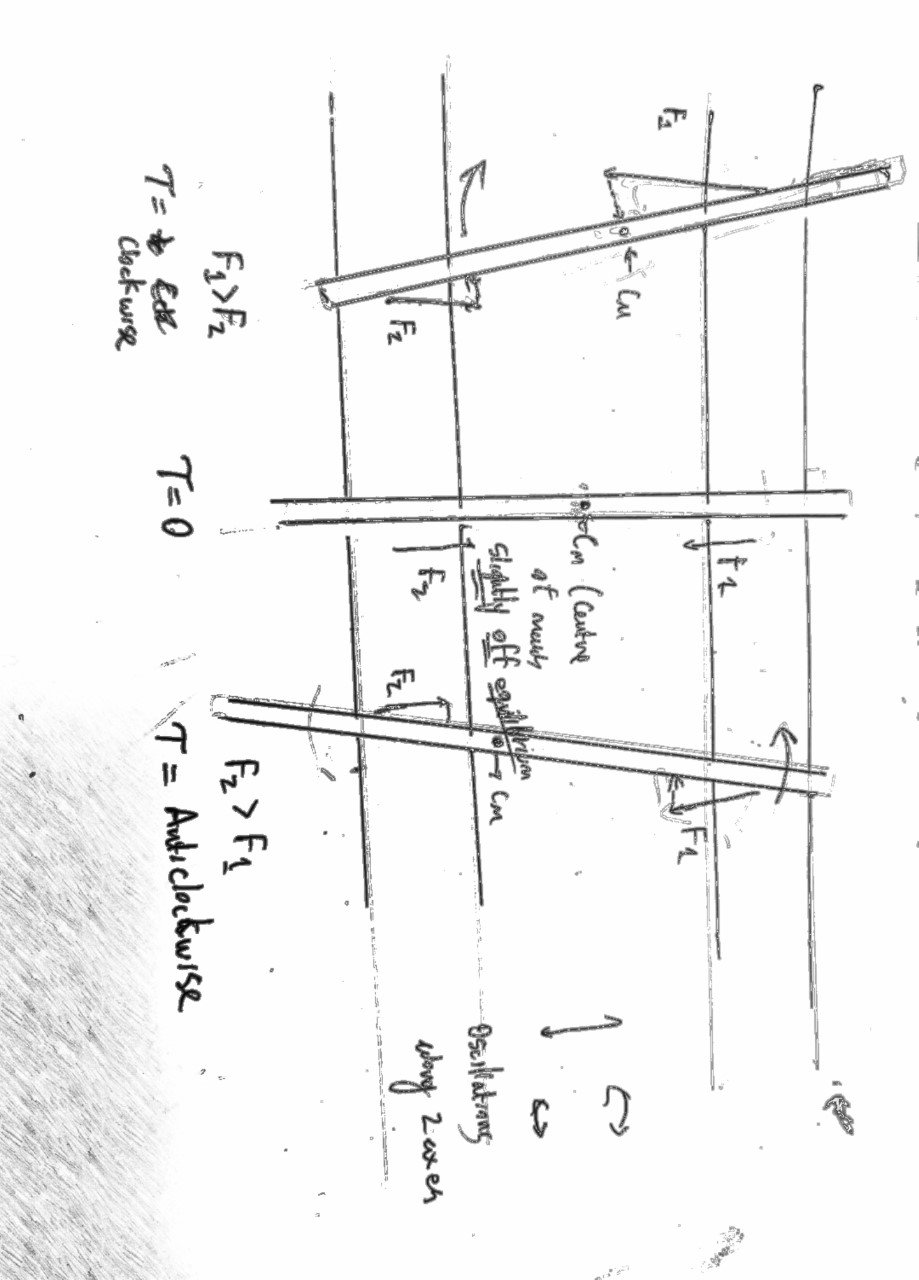 F1
← CM
F2
F1>F2
T =
Clockwise
F1
← Cm (Centre
of mass
slightly off equilibrium
F2
T = 0
F2
→ Cm
F1
F2 > F1
T = Anticlockwise
Oscillations
along 2 axes